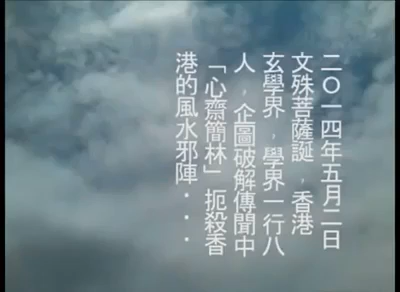 二〇一四年五月二日
文殊菩薩誕，香港
玄學界，學界一行八
人，企圖破解傳聞中
「心齋簡林」扼殺香
港的風水邪陣．．．